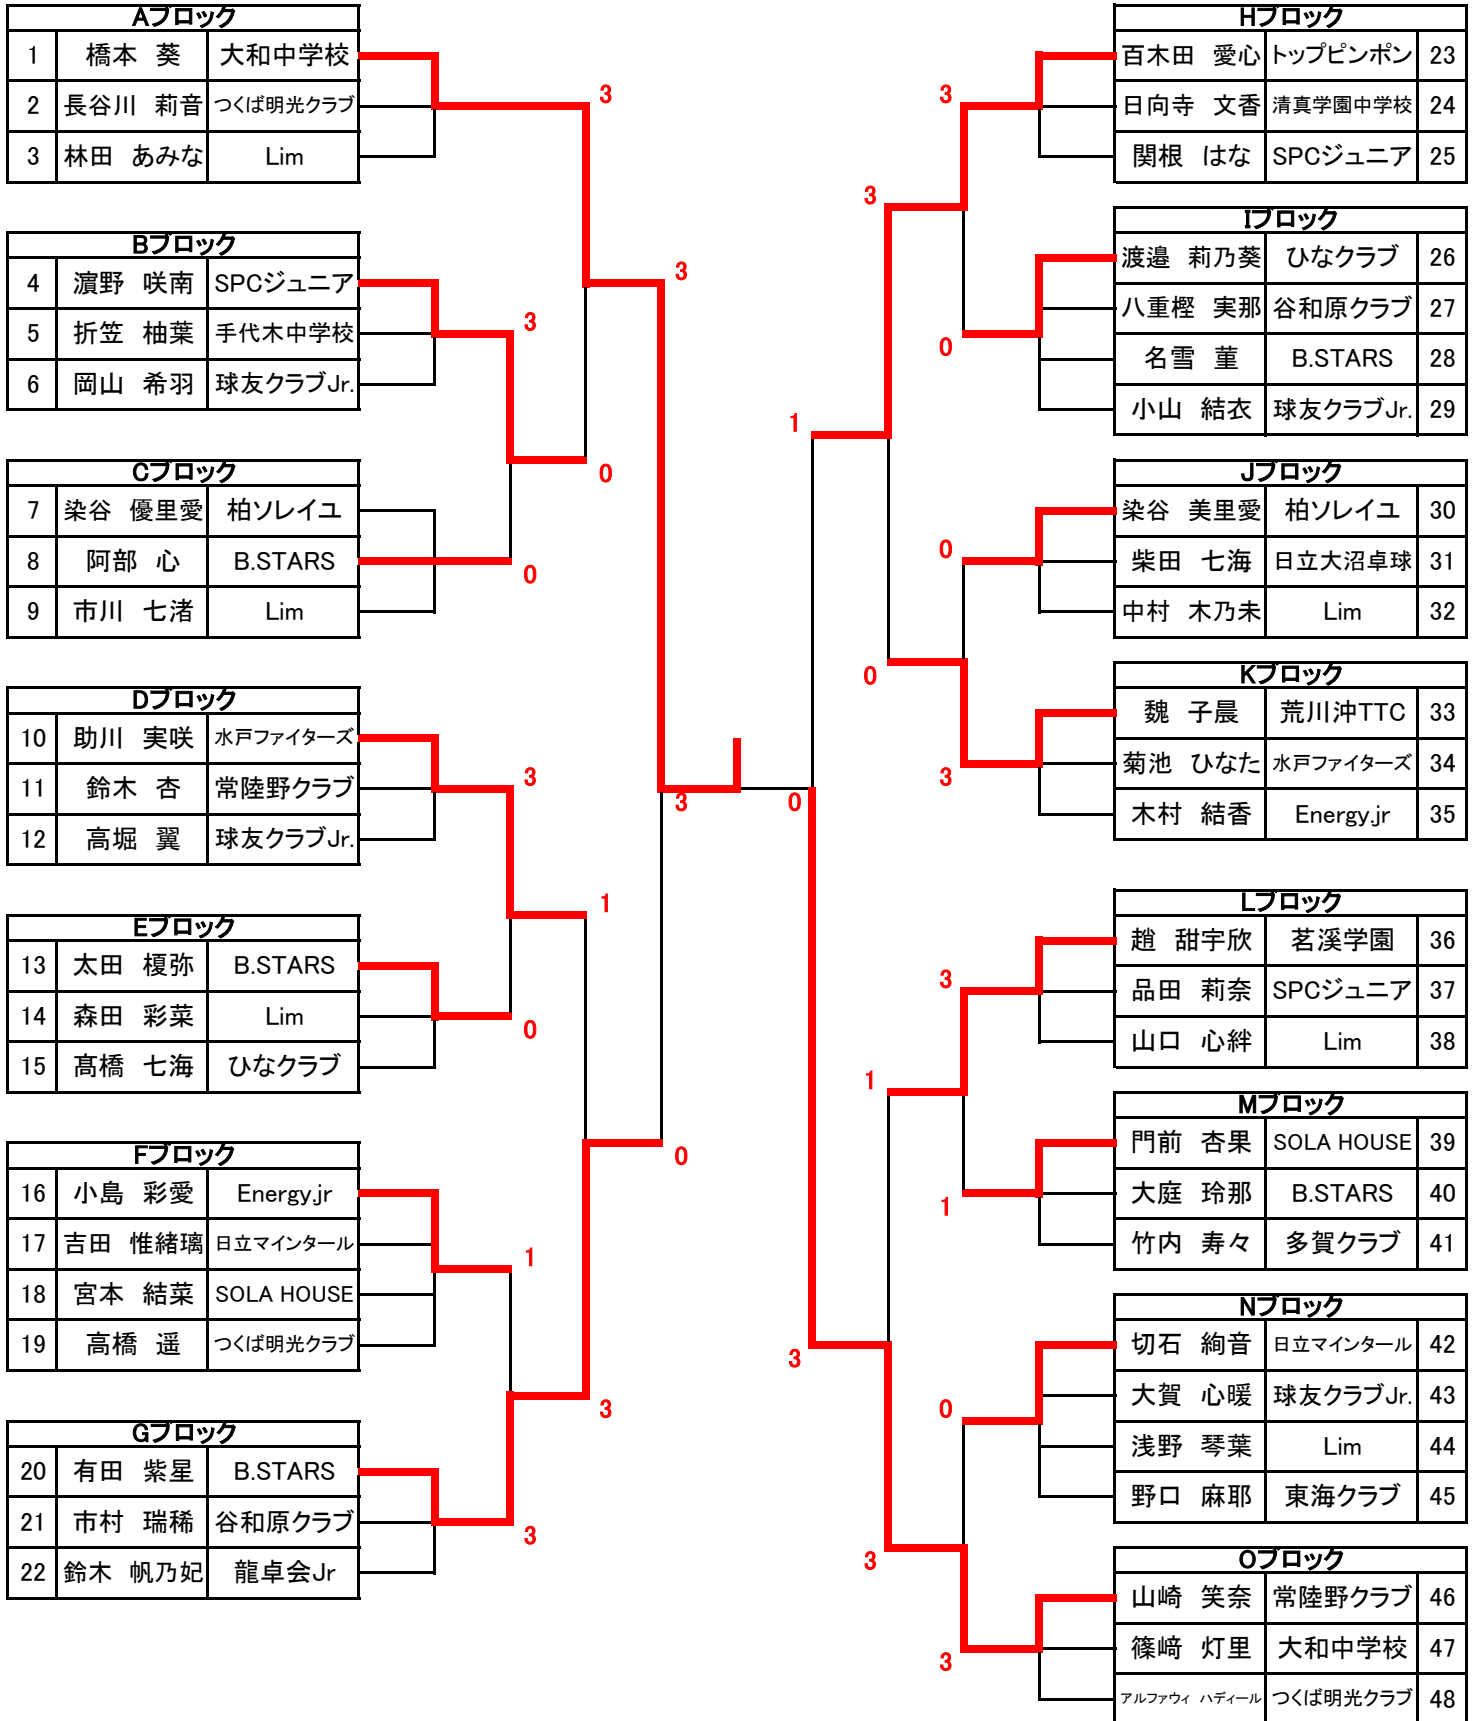 Aブロック
1 橋本 葵 大和中学校
2 長谷川 莉音 つくば明光クラブ
3 林田 あみな Lim
3
Bブロック
4 濵野 咲南 SPCジュニア
5 折笠 柚葉 手代木中学校
6 岡山 希羽 球友クラブJr.
3
3
0
Cブロック
7 染谷 優里愛 柏ソレイユ
8 阿部 心 B.STARS
9 市川 七渚 Lim
0
Dブロック
10 助川 実咲 水戸ファイターズ
11 鈴木 杏 常陸野クラブ
12 高堀 翼 球友クラブJr.
3
3
1
Eブロック
13 太田 榎弥 B.STARS
14 森田 彩菜 Lim
15 髙橋 七海 ひなクラブ
0
0
Fブロック
16 小島 彩愛 Energy.jr
17 吉田 惟緒璃 日立マインタール
18 宮本 結菜 SOLA HOUSE
19 高橋 遥 つくば明光クラブ
1
3
Gブロック
20 有田 紫星 B.STARS
21 市村 瑞稀 谷和原クラブ
22 鈴木 帆乃妃 龍卓会Jr
3
Hブロック
百木田 愛心 トップピンポン 23
日向寺 文香 清真学園中学校 24
関根 はな SPCジュニア 25
3
3
Iブロック
渡邉 莉乃葵 ひなクラブ 26
八重樫 実那 谷和原クラブ 27
名雪 菫 B.STARS 28
小山 結衣 球友クラブJr. 29
0
1
Jブロック
染谷 美里愛 柏ソレイユ 30
柴田 七海 日立大沼卓球 31
中村 木乃未 Lim 32
0
0
Kブロック
魏 子晨 荒川沖TTC 33
菊池 ひなた 水戸ファイターズ 34
木村 結香 Energy.jr 35
3
0
Lブロック
趙 甜宇欣 茗溪学園 36
品田 莉奈 SPCジュニア 37
山口 心絆 Lim 38
3
1
Mブロック
門前 杏果 SOLA HOUSE 39
大庭 玲那 B.STARS 40
竹内 寿々 多賀クラブ 41
1
Nブロック
切石 絢音 日立マインタール 42
大賀 心暖 球友クラブJr. 43
浅野 琴葉 Lim 44
野口 麻耶 東海クラブ 45
3
0
Oブロック
山崎 笑奈 常陸野クラブ 46
篠﨑 灯里 大和中学校 47
アルファウィ ハディール つくば明光クラブ 48
3
3